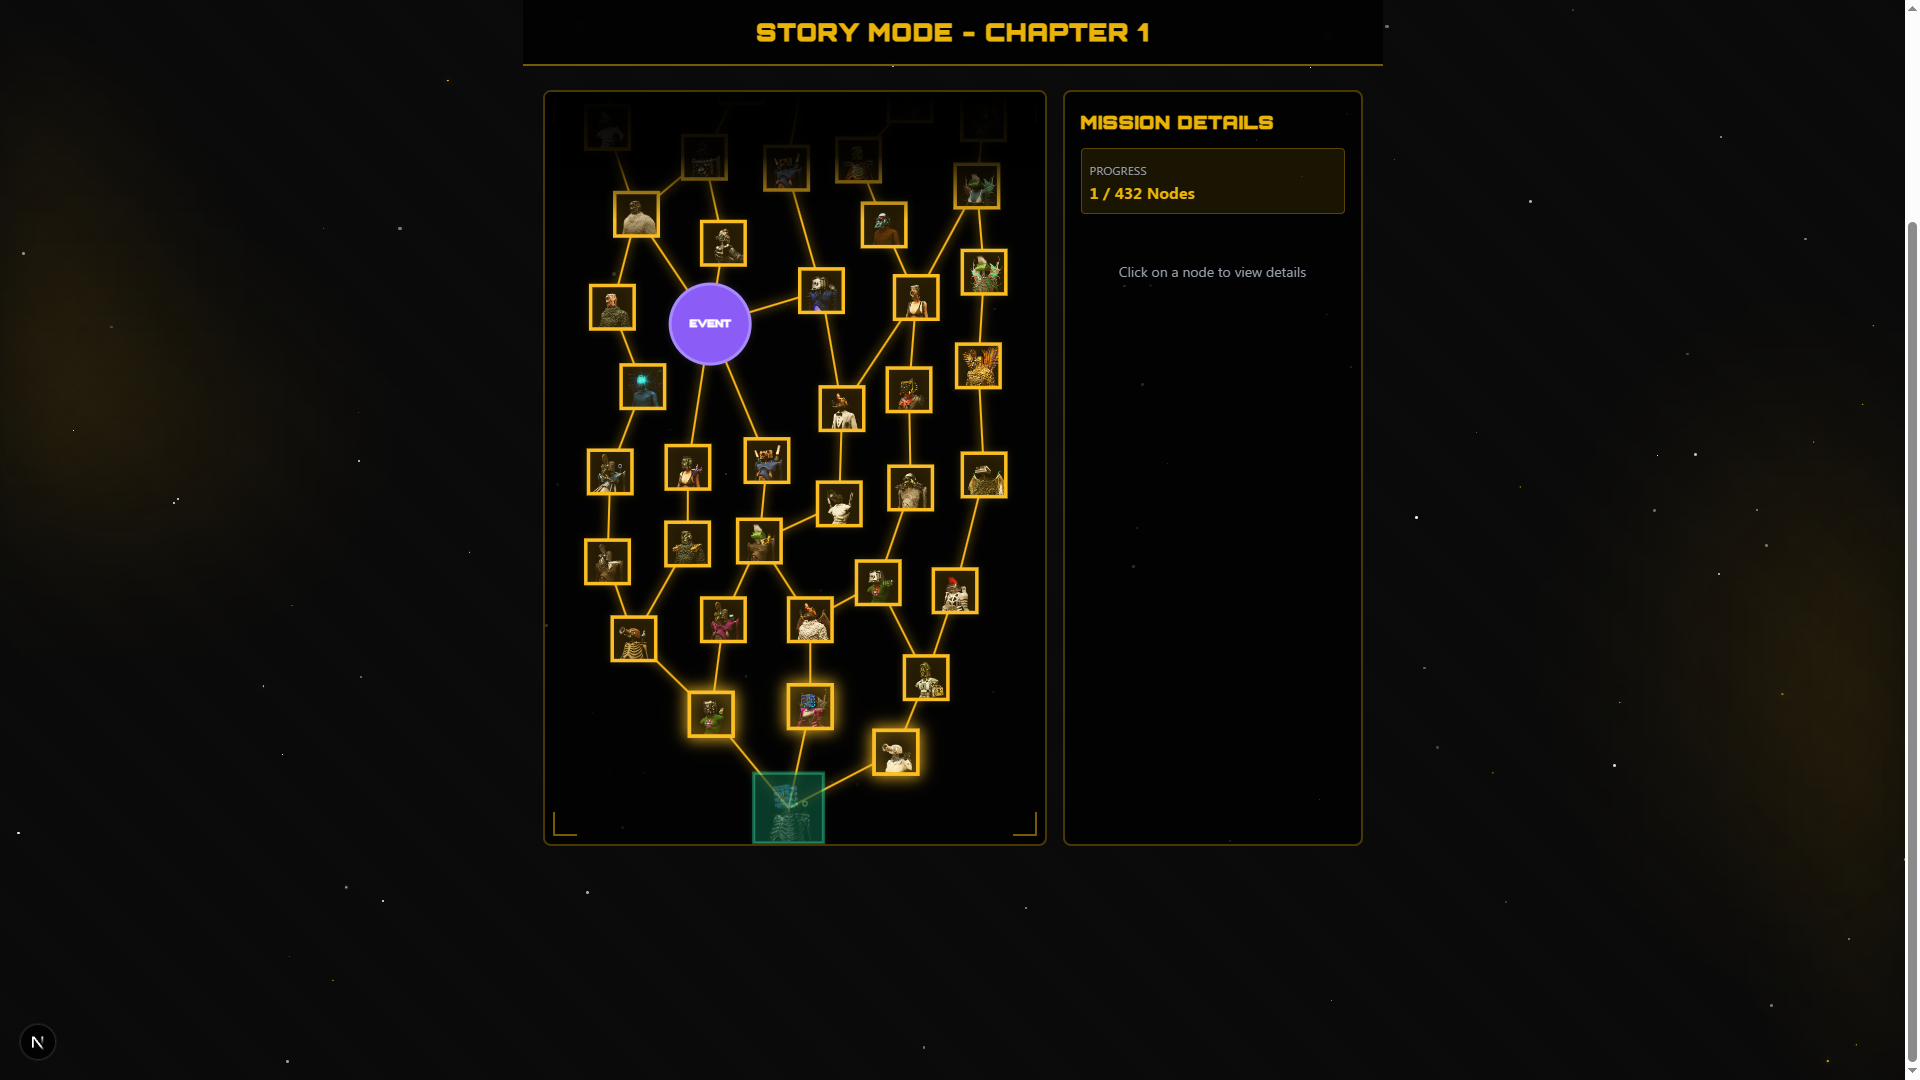 STORY MODE - CHAPTER 1
EVENT
MISSION DETAILS
PROGRESS
1 / 432 Nodes
Click on a node to view details
N